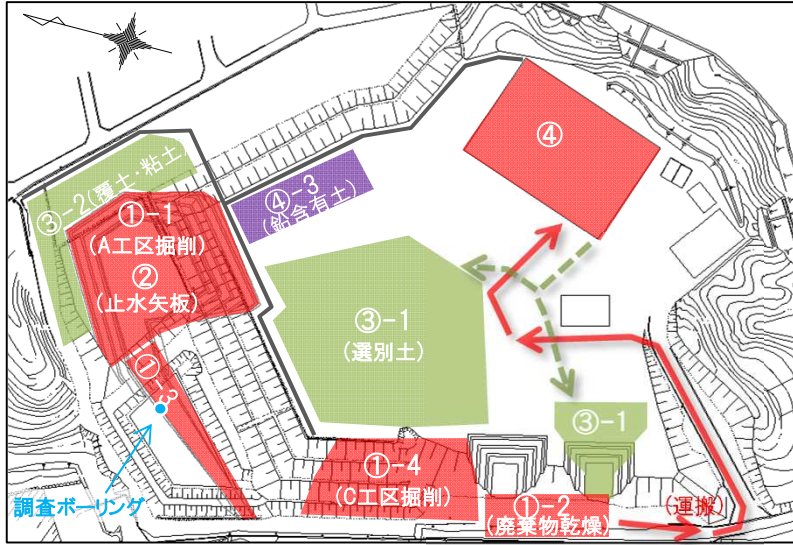 ④
④-3
(鉛含有土)
③-2(覆土・粘土)
①-1
(A工区掘削)
②
(止水矢板)
③-1
(選別土)
①-3
調査ボーリング
③-1
①-4
(C工区掘削)
①-2
(廃棄物乾燥)
(運搬)